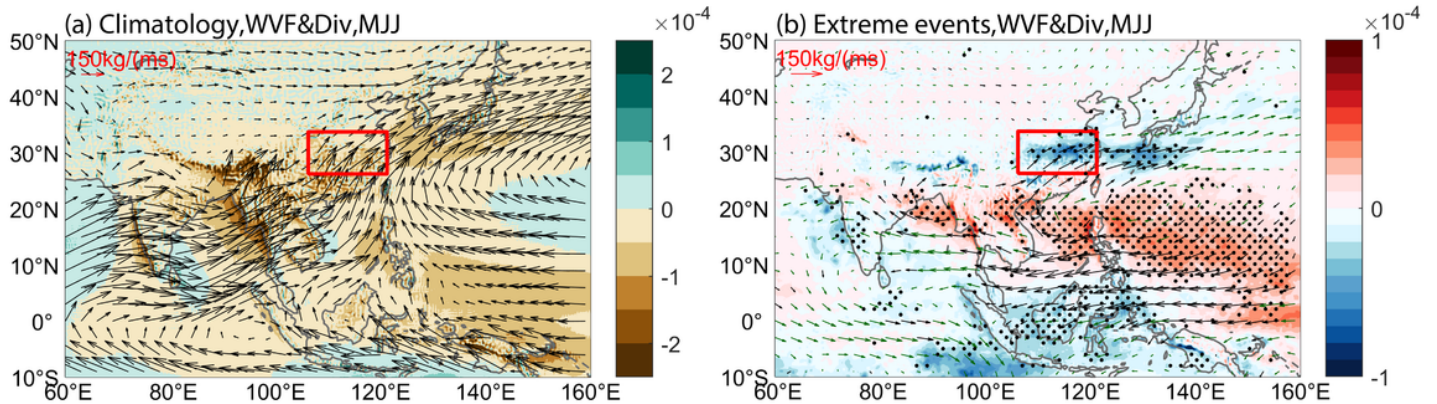 (a) Climatology,WVF&Div,MJJ
×10⁻⁴
150kg/(ms)
50°N
40°N
30°N
20°N
10°N
0°
10°S
60°E
80°E
100°E
120°E
140°E
160°E
2
1
0
-1
-2
(b) Extreme events,WVF&Div,MJJ
×10⁻⁴
150kg/(ms)
50°N
40°N
30°N
20°N
10°N
0°
10°S
60°E
80°E
100°E
120°E
140°E
160°E
1
0
-1